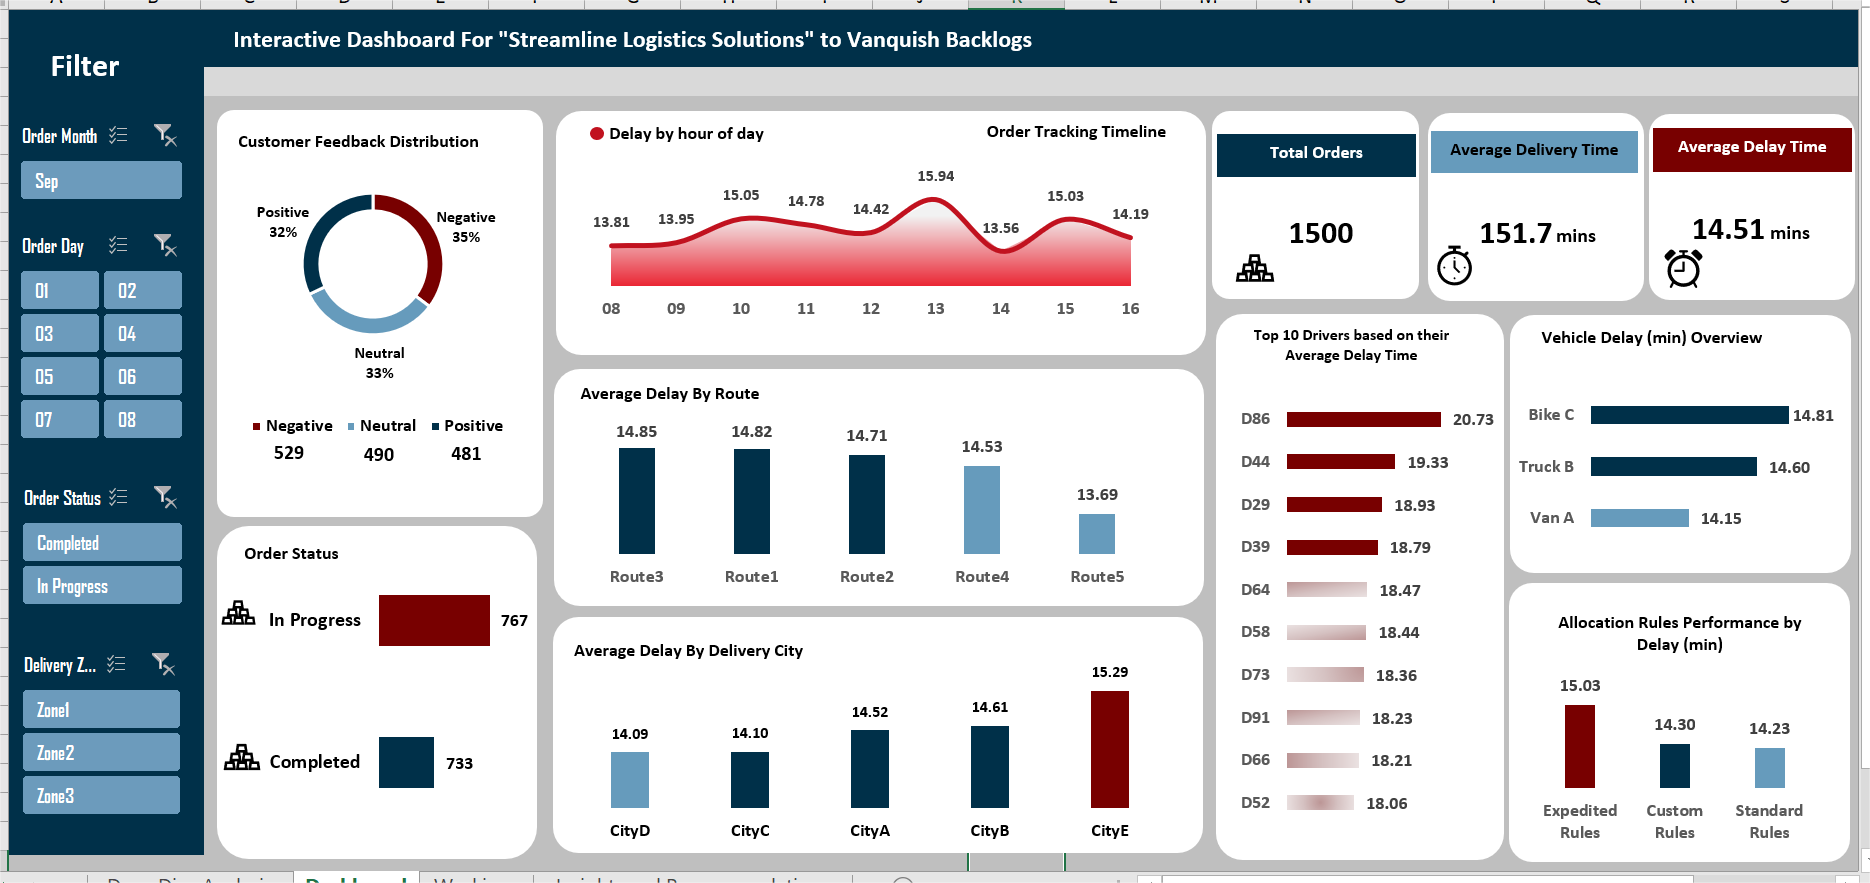 Interactive Dashboard For "Streamline Logistics Solutions" to Vanquish Backlogs
Filter
Order Month
Sep
Order Day
01 02
03 04
05 06
07 08
Order Status
Completed
In Progress
Delivery Z...
Zone1
Zone2
Zone3
Customer Feedback Distribution
Positive
32%
Negative
35%
Neutral
33%
Negative Neutral Positive
529 490 481
Order Status
In Progress 767
Completed 733
Delay by hour of day
Order Tracking Timeline
13.81 13.95 15.05 14.78 14.42 15.94 13.56 15.03 14.19
08 09 10 11 12 13 14 15 16
Average Delay By Route
14.85 14.82 14.71 14.53 13.69
Route3 Route1 Route2 Route4 Route5
Average Delay By Delivery City
14.09 14.10 14.52 14.61 15.29
CityD CityC CityA CityB CityE
Total Orders
1500
Average Delivery Time
151.7 mins
Average Delay Time
14.51 mins
Top 10 Drivers based on their
Average Delay Time
D86 20.73
D44 19.33
D29 18.93
D39 18.79
D64 18.47
D58 18.44
D73 18.36
D91 18.23
D66 18.21
D52 18.06
Vehicle Delay (min) Overview
Bike C 14.81
Truck B 14.60
Van A 14.15
Allocation Rules Performance by
Delay (min)
15.03 14.30 14.23
Expedited
Rules
Custom
Rules
Standard
Rules